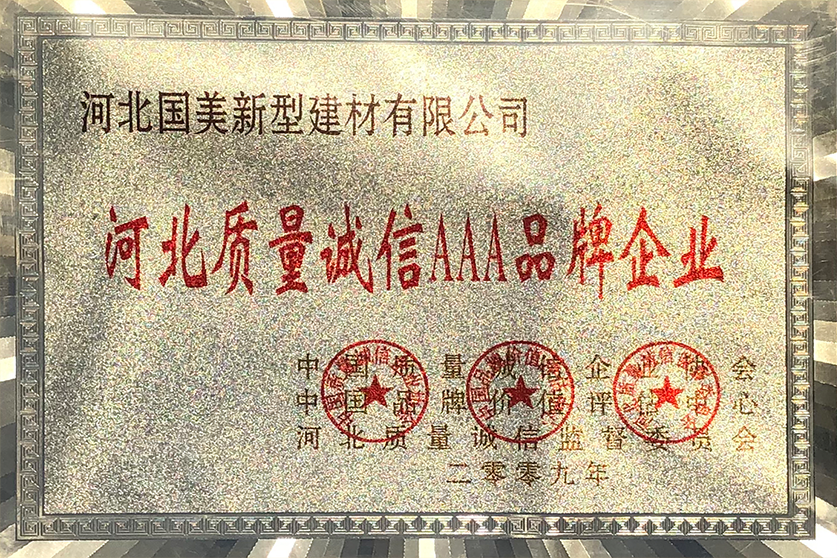 河北国美新型建材有限公司
河北质量诚信AAA品牌企业
中国质量诚信企业协会
中国品牌价值评估中心
河北质量诚信监督委员会
二零零九年